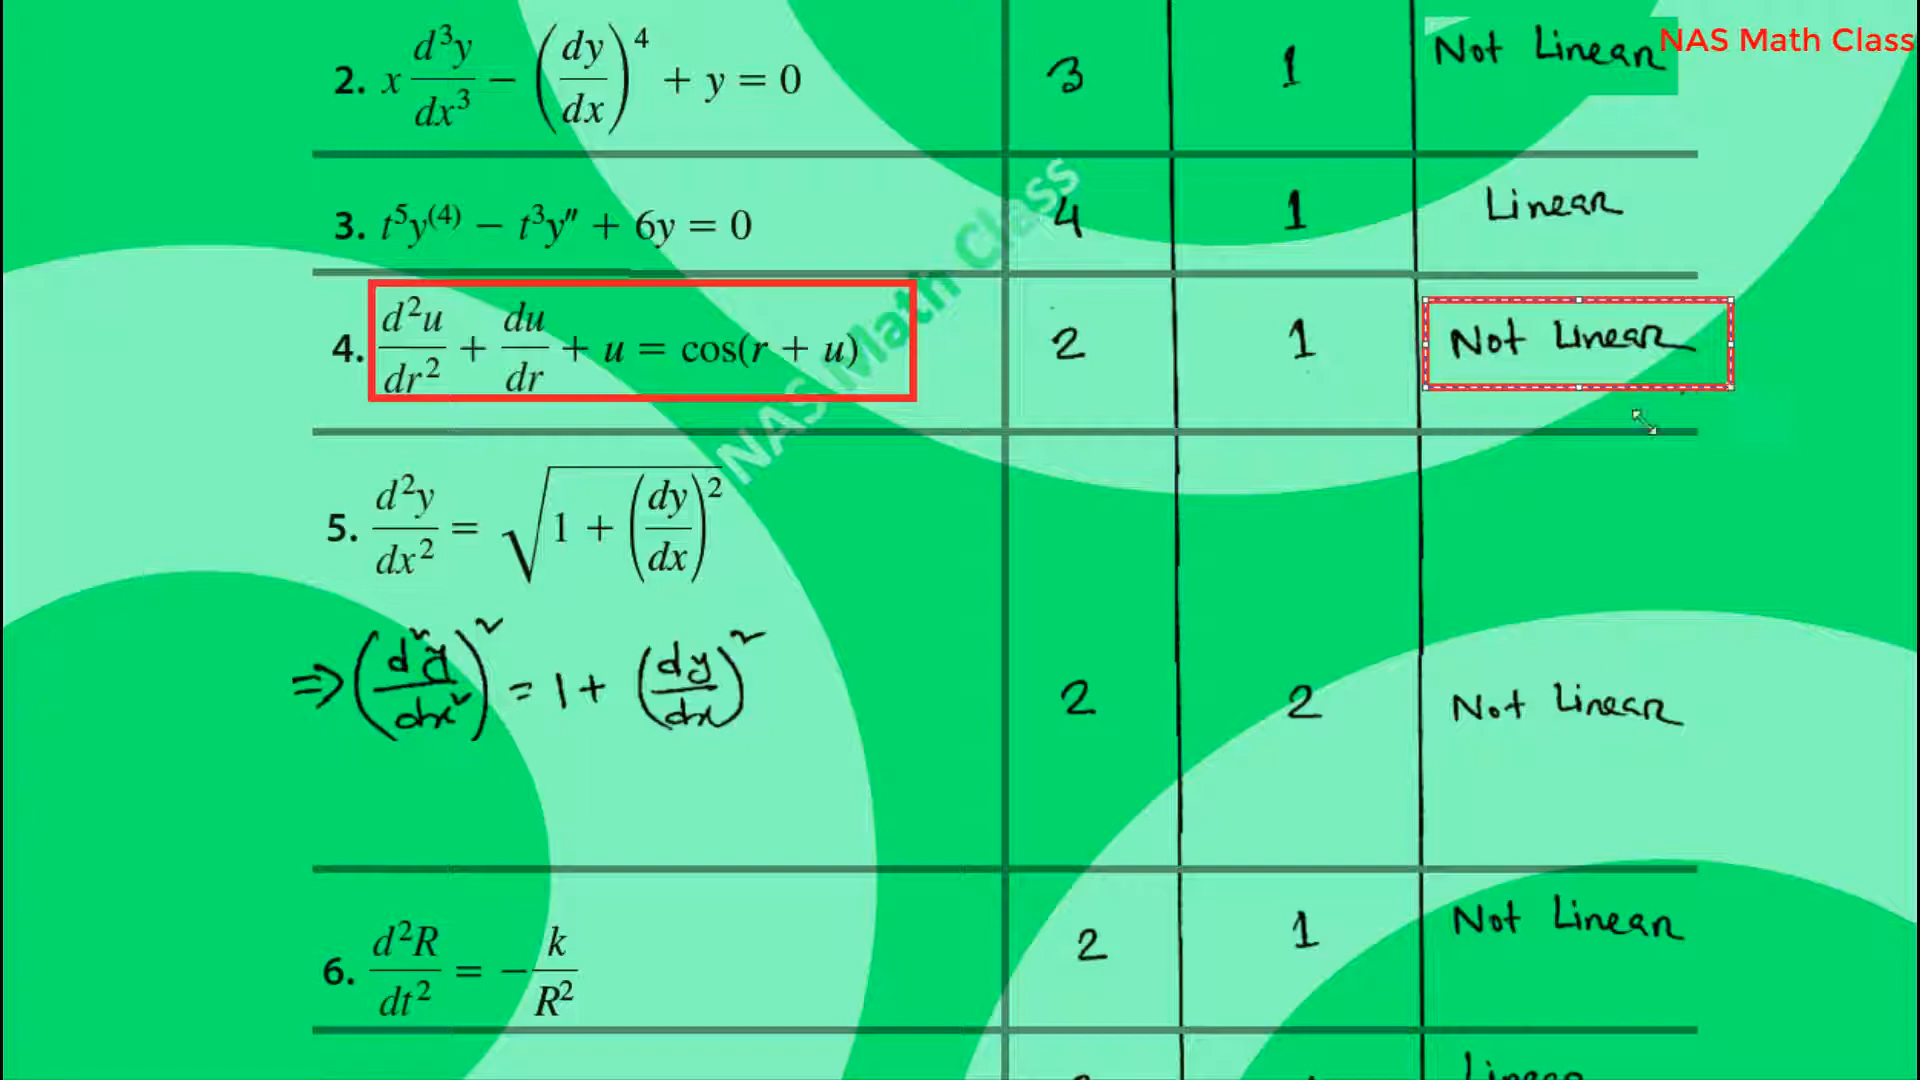 NAS Math Class
2. x d³y/dx³ − (dy/dx)⁴ + y = 0 3 1 Not Linear
3. t⁵y⁽⁴⁾ − t³y″ + 6y = 0 4 1 Linear
4. d²u/dr² + du/dr + u = cos(r + u) 2 1 Not Linear
NAS Math Class
5. d²y/dx² = √(1 + (dy/dx)²)
⇒ (d²y/dx²)² = 1 + (dy/dx)² 2 2 Not Linear
6. d²R/dt² = − k/R² 2 1 Not Linear
Linear